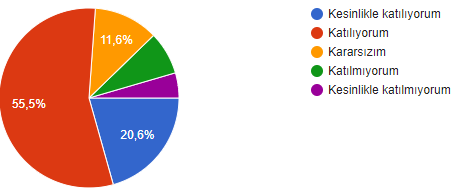 11,6%
55,5%
20,6%
Kesinlikle katılıyorum
Katılıyorum
Kararsızım
Katılmıyorum
Kesinlikle katılmıyorum